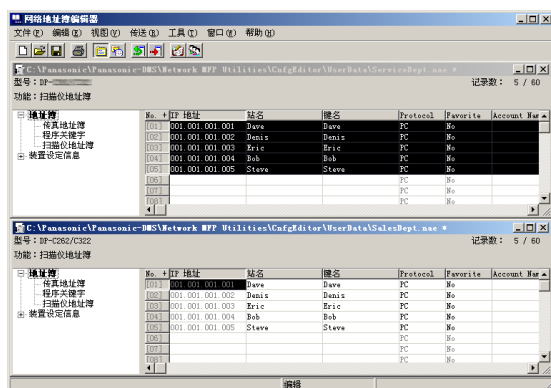 网络地址簿编辑器
文件(F) 编辑(E) 视图(V) 传送(S) 工具(T) 窗口(W) 帮助(H)
C:\Panasonic\Panasonic-DMS\Network MFP Utilities\CnfgEditor\UserData\ServiceDept.nae *
型号：DP- 记录数： 5 / 60
功能：扫描仪地址簿
地址簿
传真地址簿
程序关键字
扫描仪地址簿
装置设定信息
No. + IP 地址 站名 键名 Protocol Favorite Account Nam
[01] 001.001.001.001 Dave Dave PC No
[02] 001.001.001.002 Denis Denis PC No
[03] 001.001.001.003 Eric Eric PC No
[04] 001.001.001.004 Bob Bob PC No
[05] 001.001.001.005 Steve Steve PC No
[06] PC No
[07] PC No
[08] PC No
C:\Panasonic\Panasonic-DMS\Network MFP Utilities\CnfgEditor\UserData\SalesDept.nae *
型号：DP-C262/C322 记录数： 5 / 60
功能：扫描仪地址簿
地址簿
传真地址簿
程序关键字
扫描仪地址簿
装置设定信息
No. + IP 地址 站名 键名 Protocol Favorite Account Nam
[01] 001.001.001.001 Dave Dave PC No
[02] 001.001.001.002 Denis Denis PC No
[03] 001.001.001.003 Eric Eric PC No
[04] 001.001.001.004 Bob Bob PC No
[05] 001.001.001.005 Steve Steve PC No
[06] PC No
[07] PC No
[08] PC No
编辑